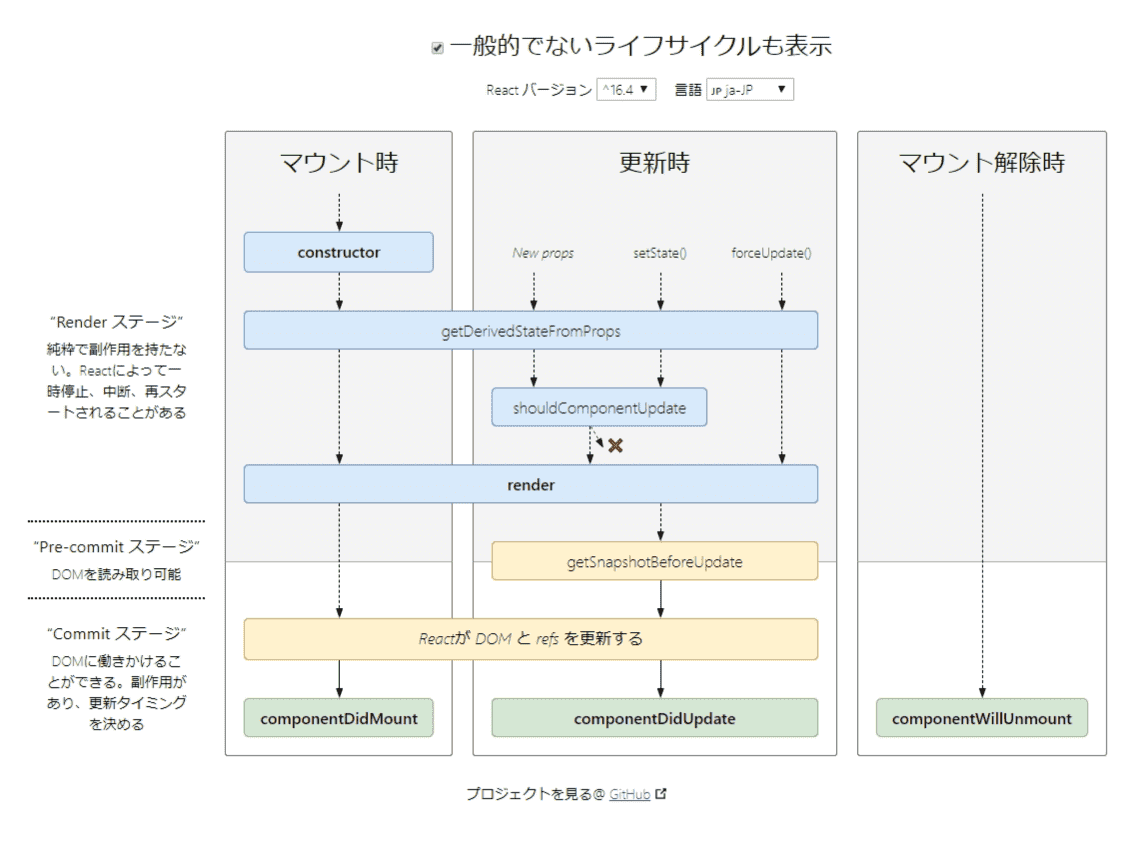 一般的でないライフサイクルも表示
React バージョン ^16.4 ▼ 言語 JP ja-JP ▼
マウント時
更新時
マウント解除時
constructor
New props
setState()
forceUpdate()
"Render ステージ"
純粋で副作用を持たな
い。Reactによって一
時停止、中断、再スタ
ートされることがある
getDerivedStateFromProps
shouldComponentUpdate
render
"Pre-commit ステージ"
DOMを読み取り可能
getSnapshotBeforeUpdate
"Commit ステージ"
DOMに働きかけるこ
とができる。副作用が
あり、更新タイミング
を決める
Reactが DOM と refs を更新する
componentDidMount
componentDidUpdate
componentWillUnmount
プロジェクトを見る@ GitHub